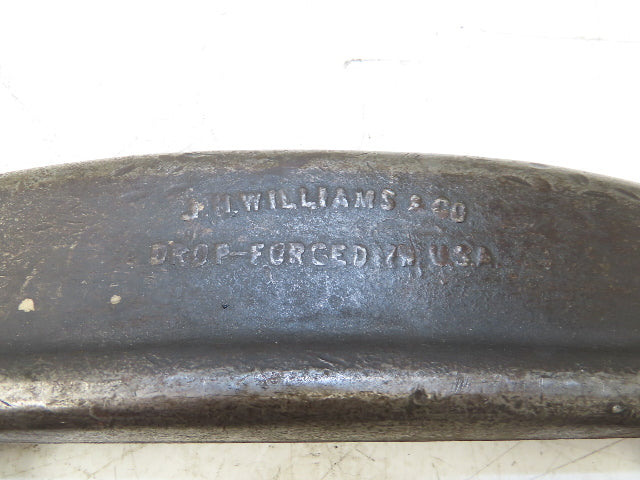 J.H.WILLIAMS & CO
DROP-FORGED IN U.S.A.